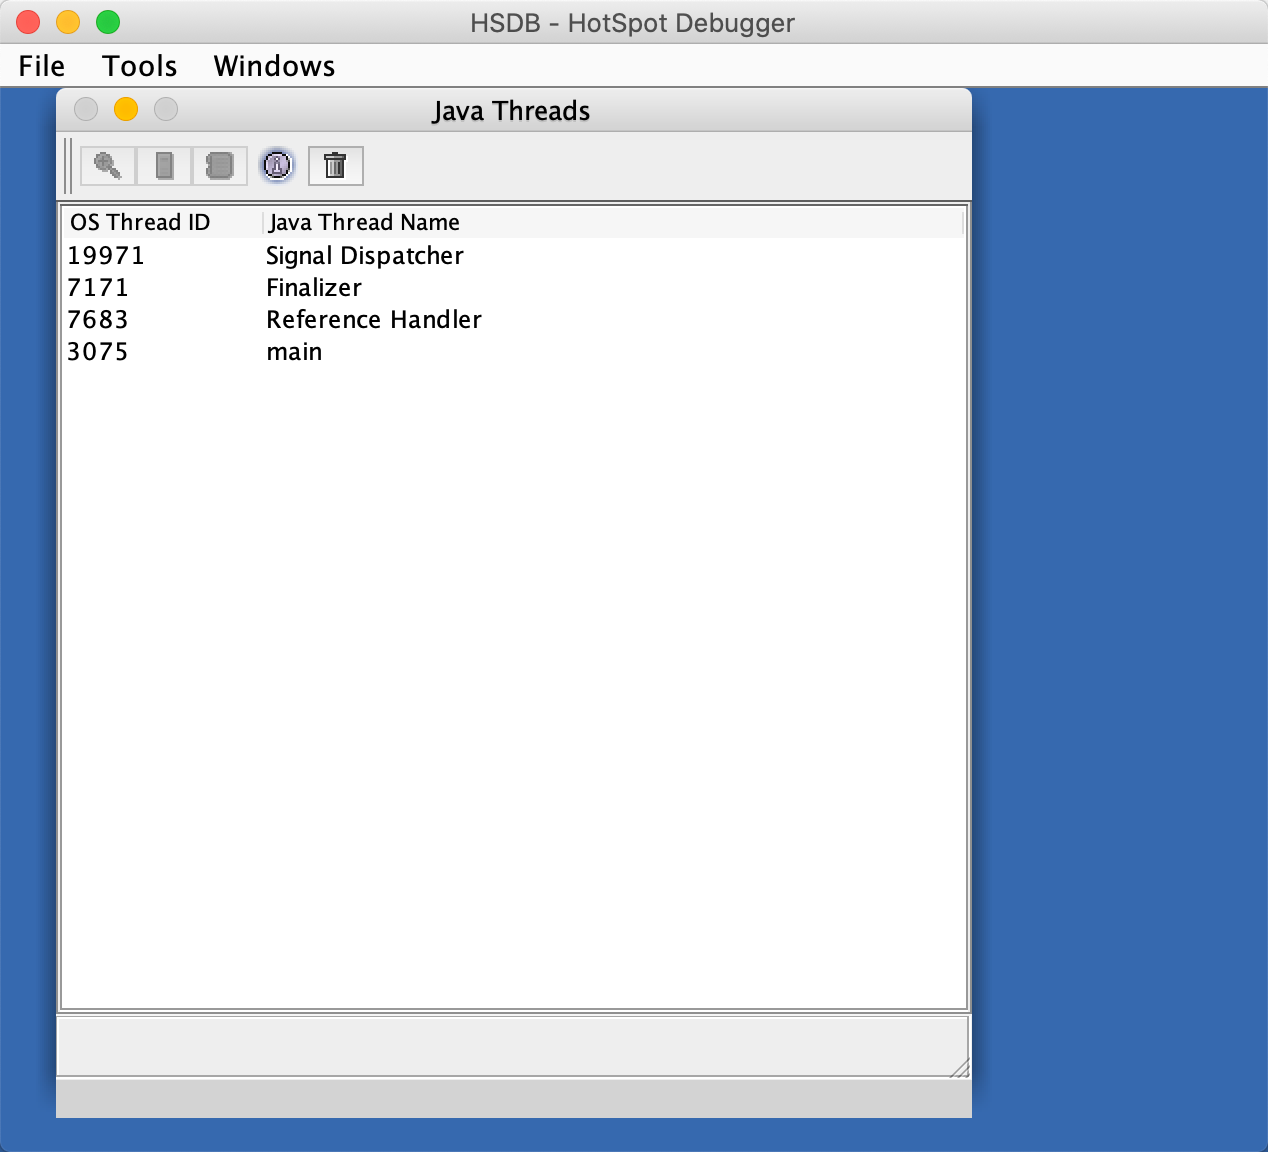 HSDB - HotSpot Debugger
File Tools Windows
Java Threads
OS Thread ID Java Thread Name
19971 Signal Dispatcher
7171 Finalizer
7683 Reference Handler
3075 main